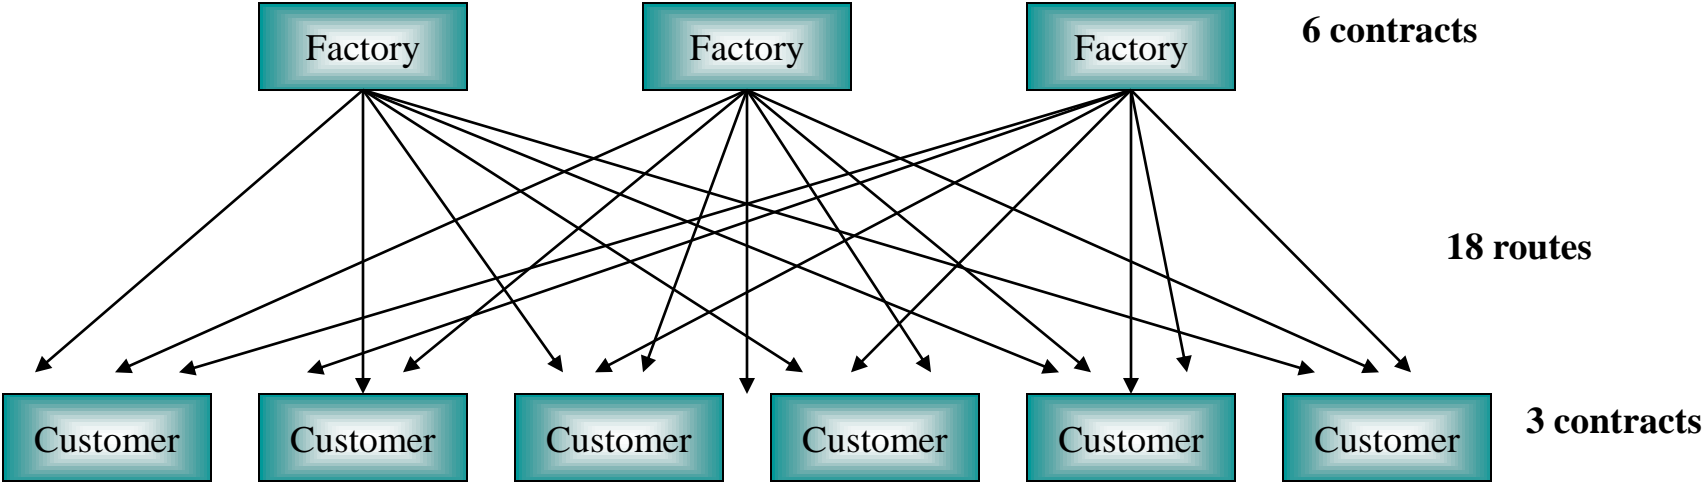 Factory
Factory
Factory
6 contracts
18 routes
Customer
Customer
Customer
Customer
Customer
Customer
3 contracts